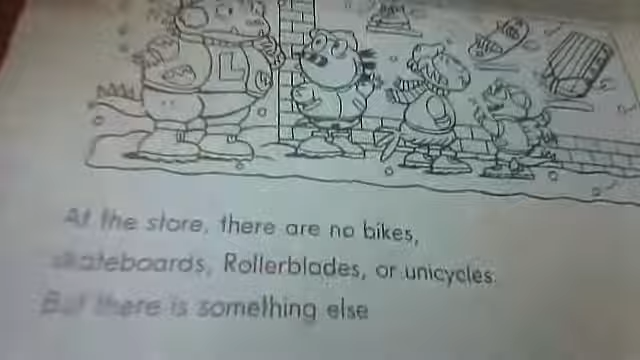 At the store, there are no bikes,
skateboards, Rollerblades, or unicycles.
But there is something else